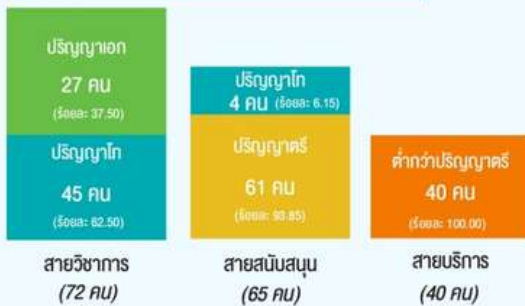 ปริญญาเอก
27 คน
(ร้อยละ 37.50)
ปริญญาโท
45 คน
(ร้อยละ 62.50)
สายวิชาการ
(72 คน)
ปริญญาโท
4 คน (ร้อยละ 6.15)
ปริญญาตรี
61 คน
(ร้อยละ 93.85)
สายสนับสนุน
(65 คน)
ต่ำกว่าปริญญาตรี
40 คน
(ร้อยละ 100.00)
สายบริการ
(40 คน)